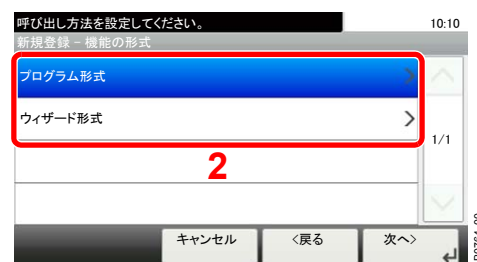 呼び出し方法を設定してください。
10:10
新規登録 - 機能の形式
プログラム形式
ウィザード形式
1/1
2
キャンセル
<戻る
次へ>